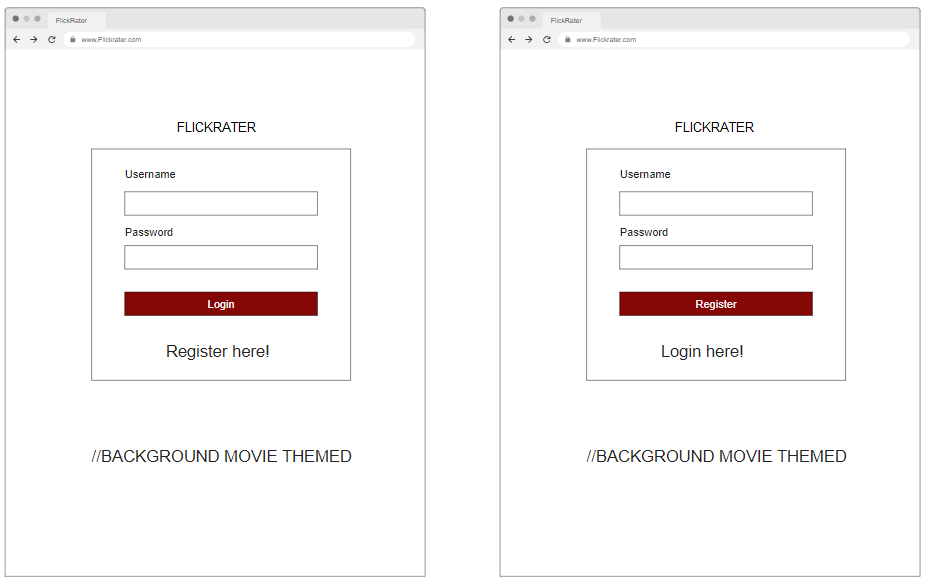 FlickRater
www.Flickrater.com
FLICKRATER
Username
Password
Login
Register here!
//BACKGROUND MOVIE THEMED
FlickRater
www.Flickrater.com
FLICKRATER
Username
Password
Register
Login here!
//BACKGROUND MOVIE THEMED